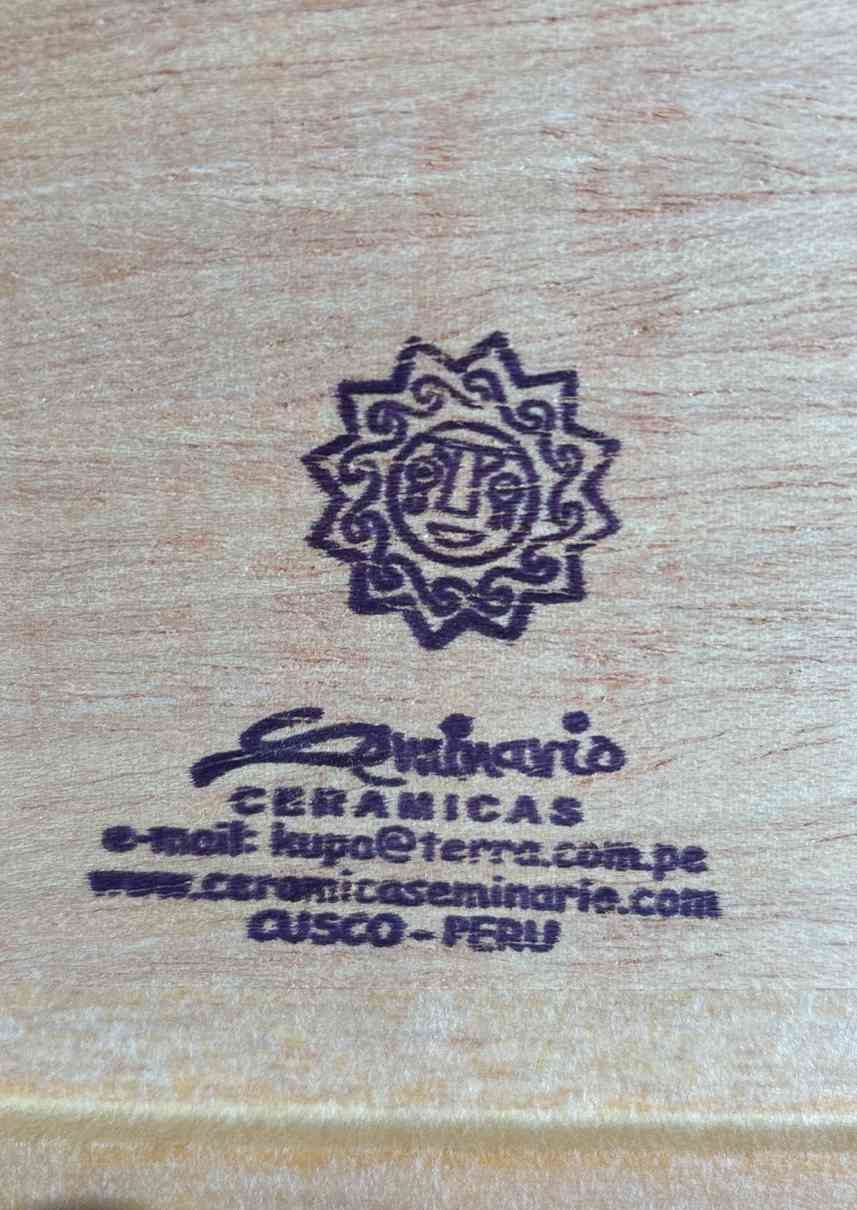 Seminario
CERAMICAS
e-mail: kupa@terra.com.pe
www.ceramicaseminario.com
CUSCO - PERU